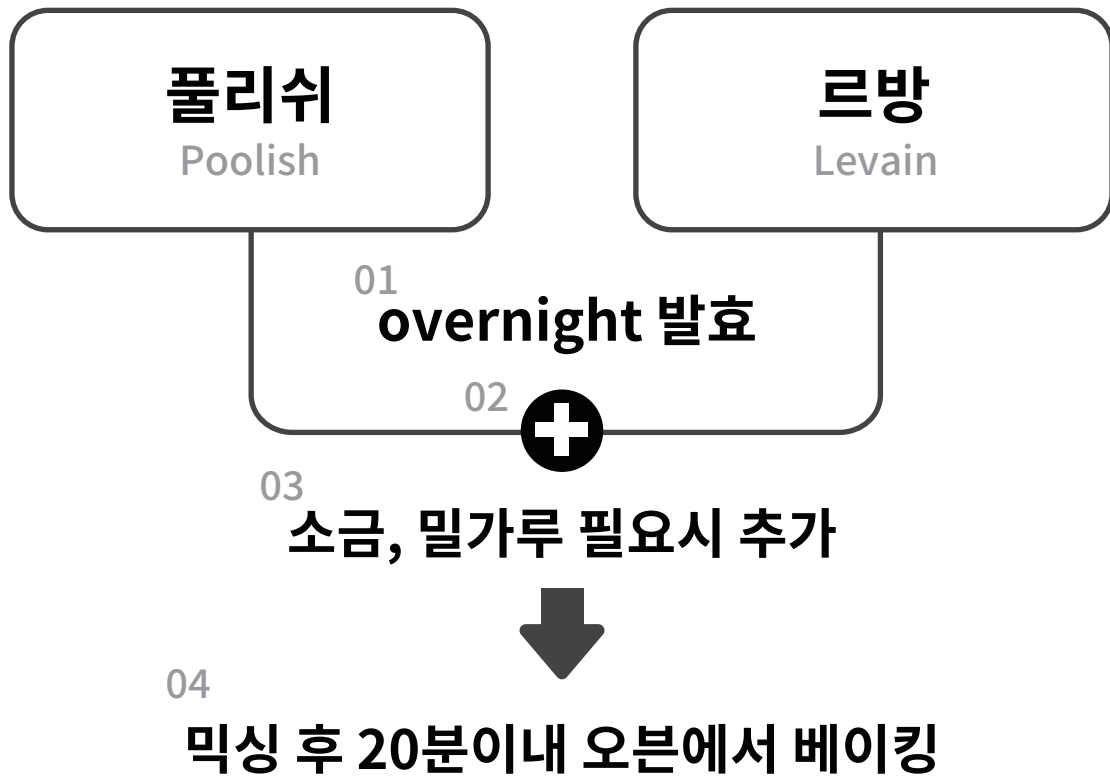 풀리쉬
Poolish
르방
Levain
01
overnight 발효
02
03
소금, 밀가루 필요시 추가
04
믹싱 후 20분이내 오븐에서 베이킹